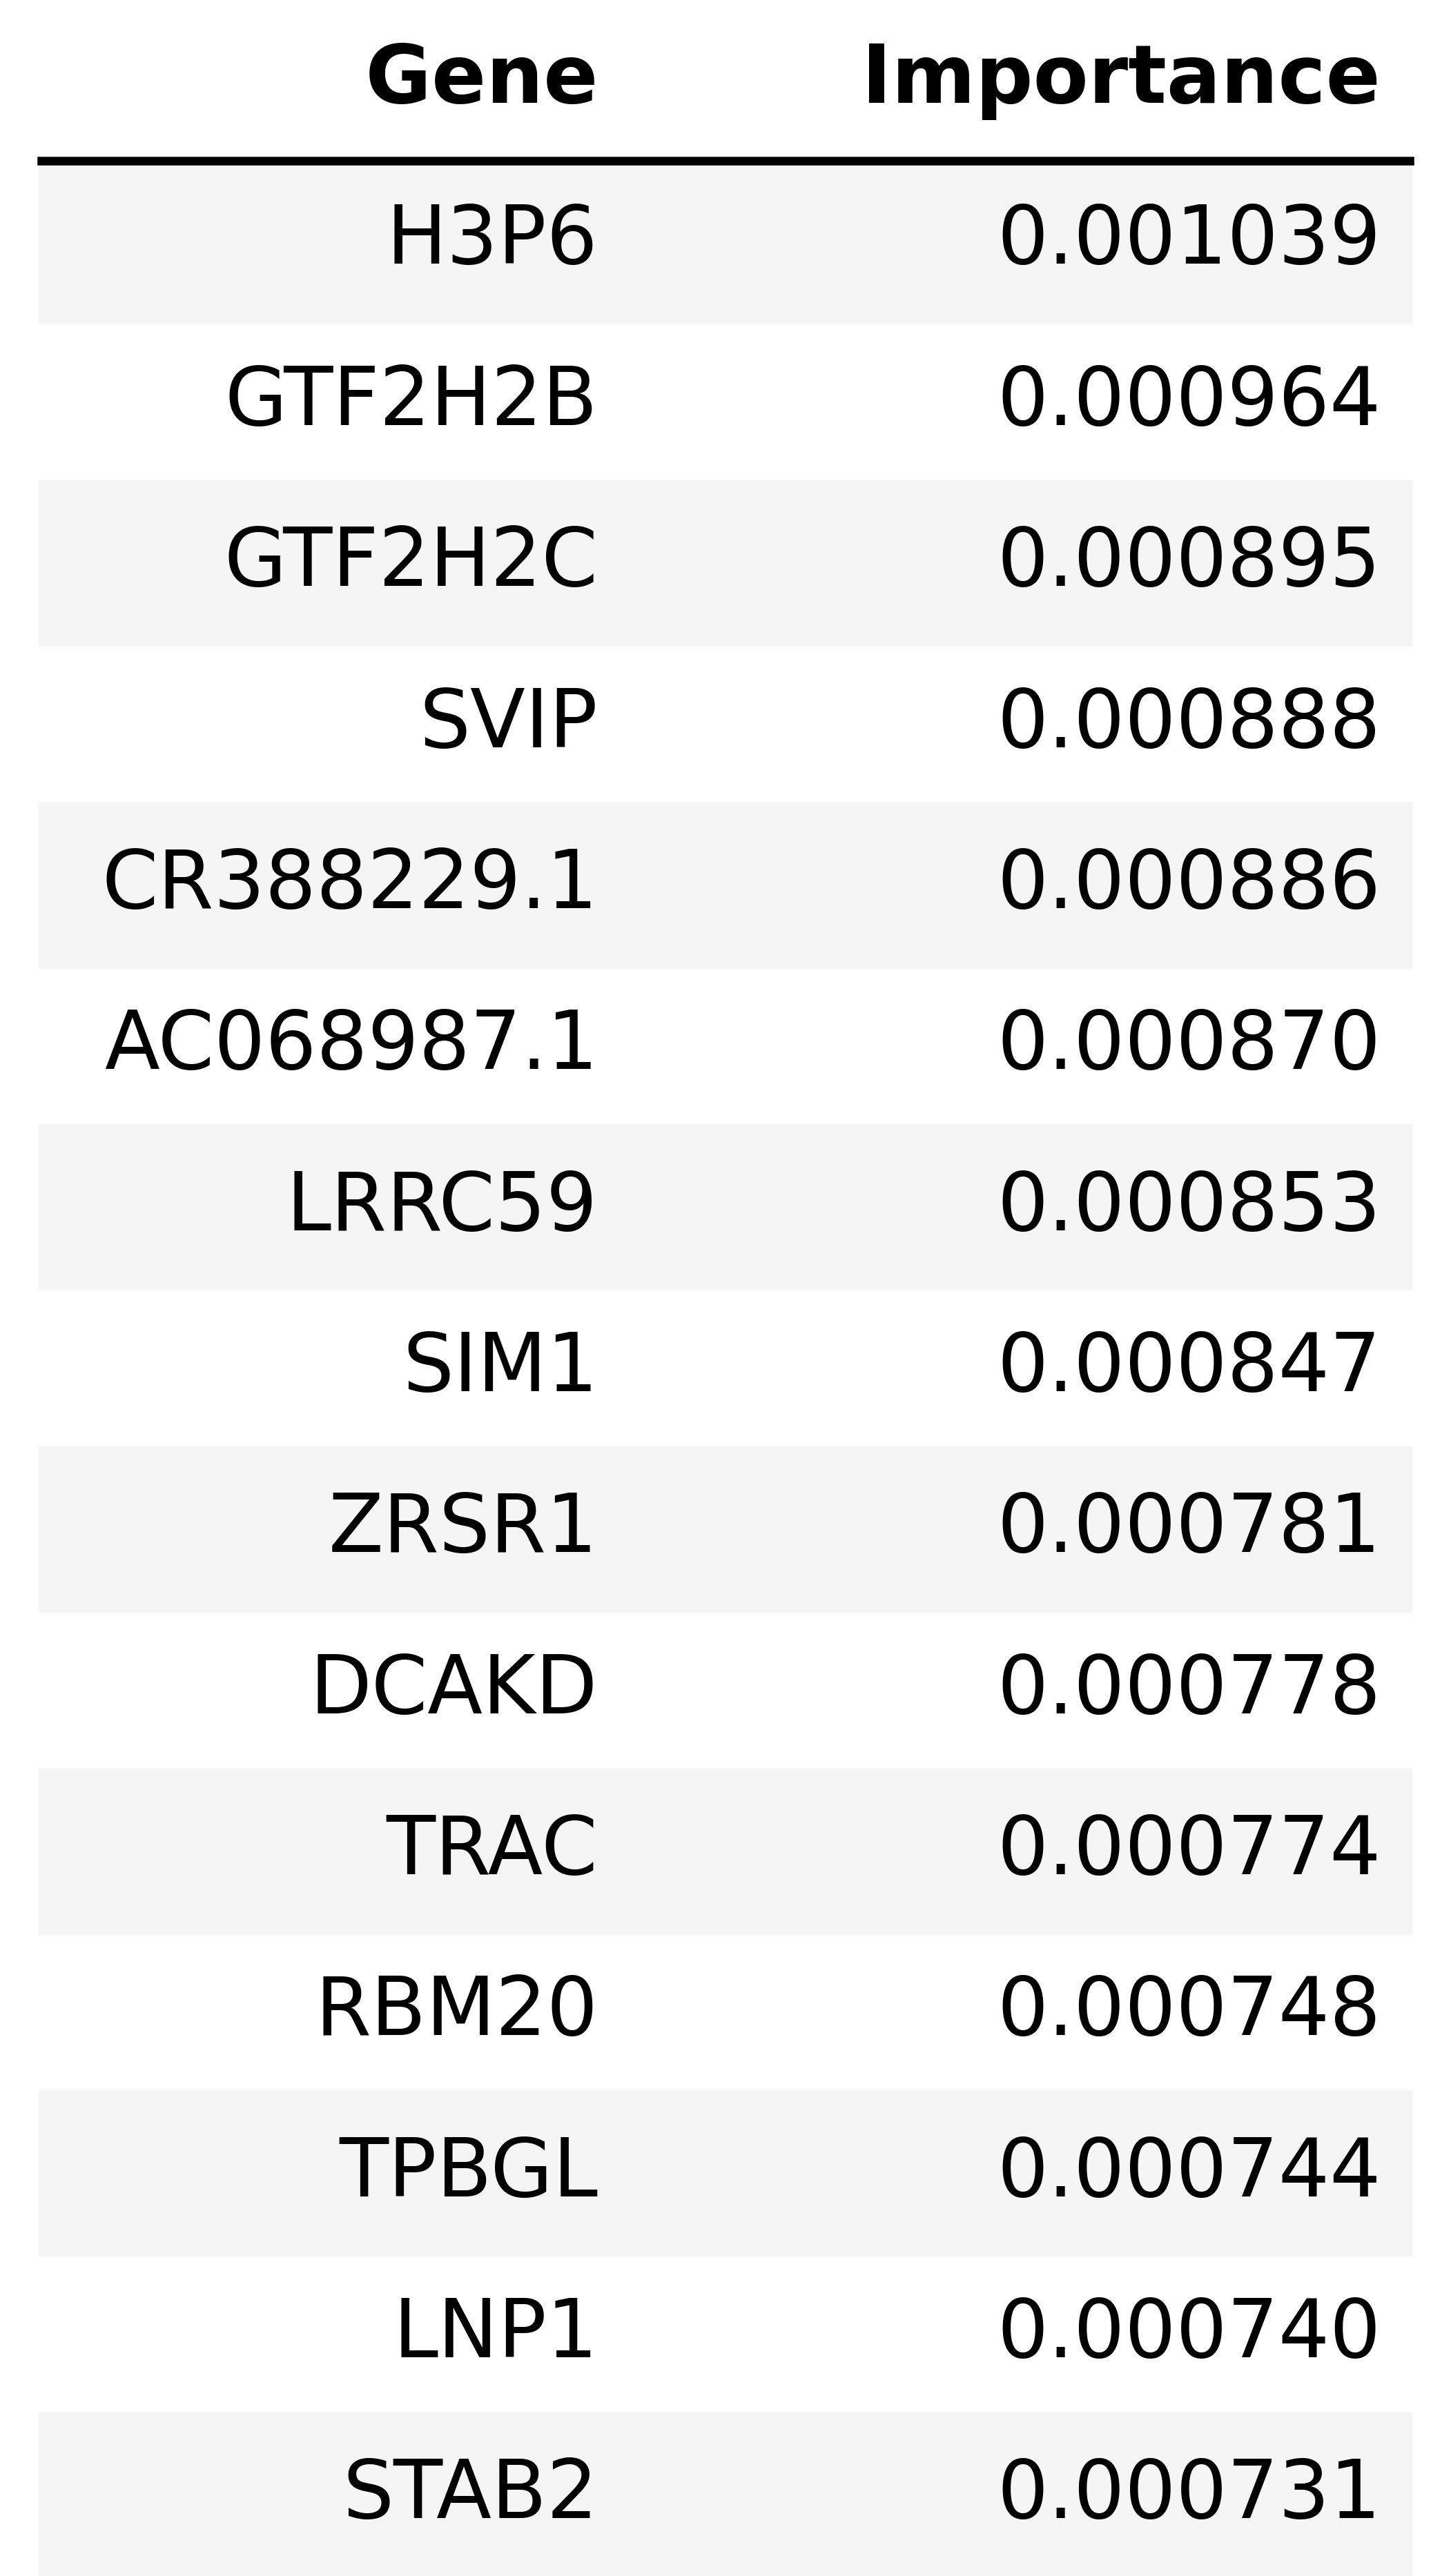 Gene Importance
H3P6 0.001039
GTF2H2B 0.000964
GTF2H2C 0.000895
SVIP 0.000888
CR388229.1 0.000886
AC068987.1 0.000870
LRRC59 0.000853
SIM1 0.000847
ZRSR1 0.000781
DCAKD 0.000778
TRAC 0.000774
RBM20 0.000748
TPBGL 0.000744
LNP1 0.000740
STAB2 0.000731